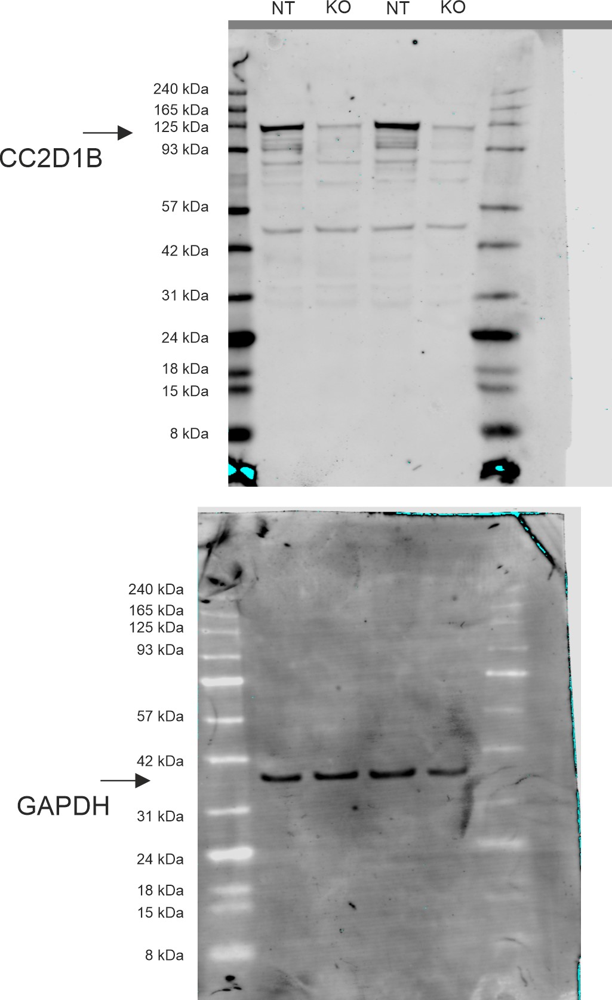 NT KO NT KO
240 kDa
165 kDa
125 kDa
CC2D1B
93 kDa
57 kDa
42 kDa
31 kDa
24 kDa
18 kDa
15 kDa
8 kDa
240 kDa
165 kDa
125 kDa
93 kDa
57 kDa
42 kDa
GAPDH
31 kDa
24 kDa
18 kDa
15 kDa
8 kDa